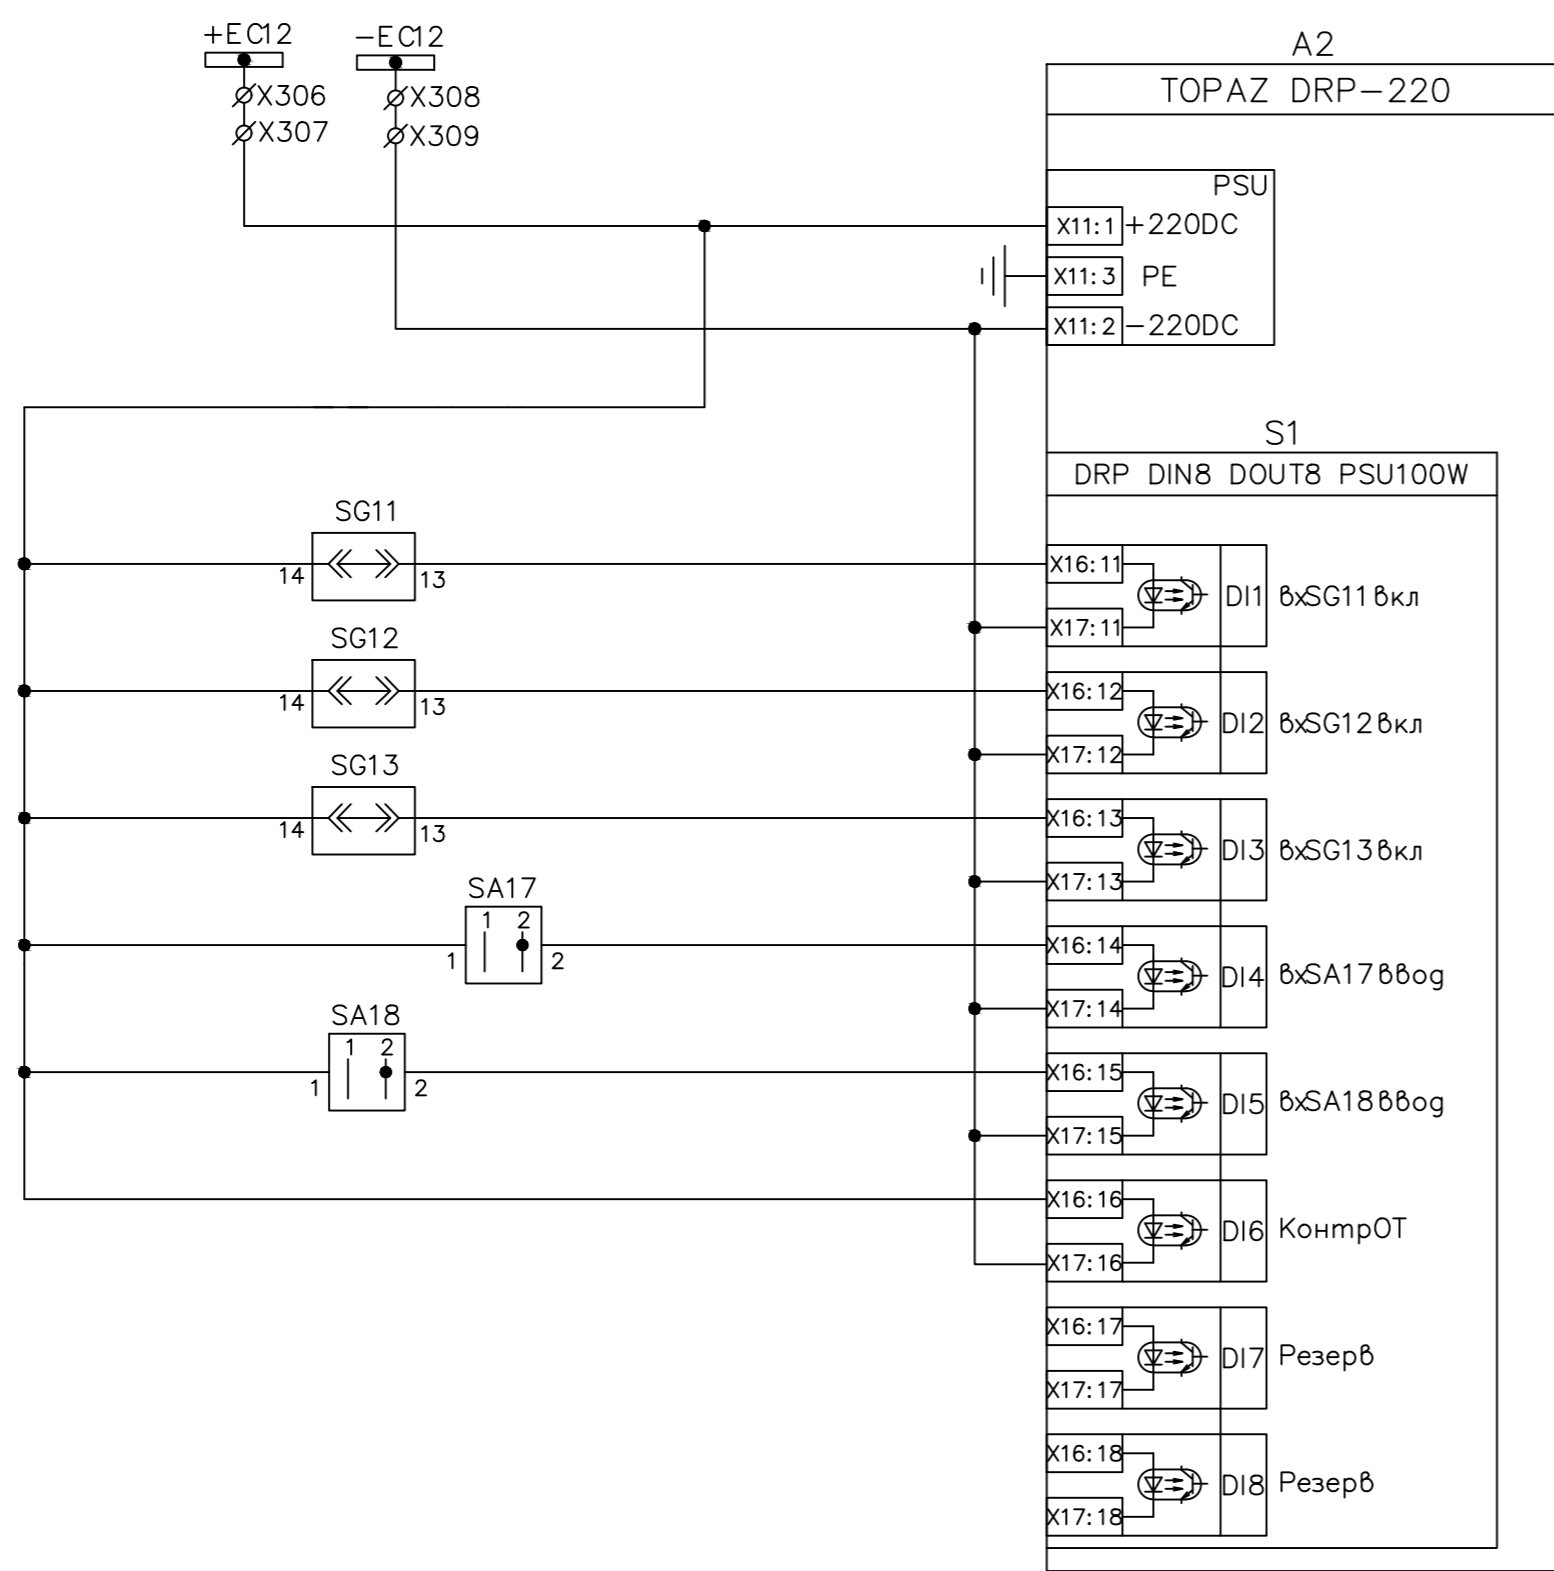 +EC12
-EC12
X306
X308
X307
X309
A2
TOPAZ DRP-220
PSU
X11:1 +220DC
X11:3 PE
X11:2 -220DC
S1
DRP DIN8 DOUT8 PSU100W
SG11
14
13
X16:11
X17:11
DI1 вхSG11вкл
SG12
14
13
X16:12
X17:12
DI2 вхSG12вкл
SG13
14
13
X16:13
X17:13
DI3 вхSG13вкл
SA17
1 2
1
2
X16:14
X17:14
DI4 вхSA17ввод
SA18
1 2
1
2
X16:15
X17:15
DI5 вхSA18ввод
X16:16
X17:16
DI6 КонтрОТ
X16:17
X17:17
DI7 Резерв
X16:18
X17:18
DI8 Резерв